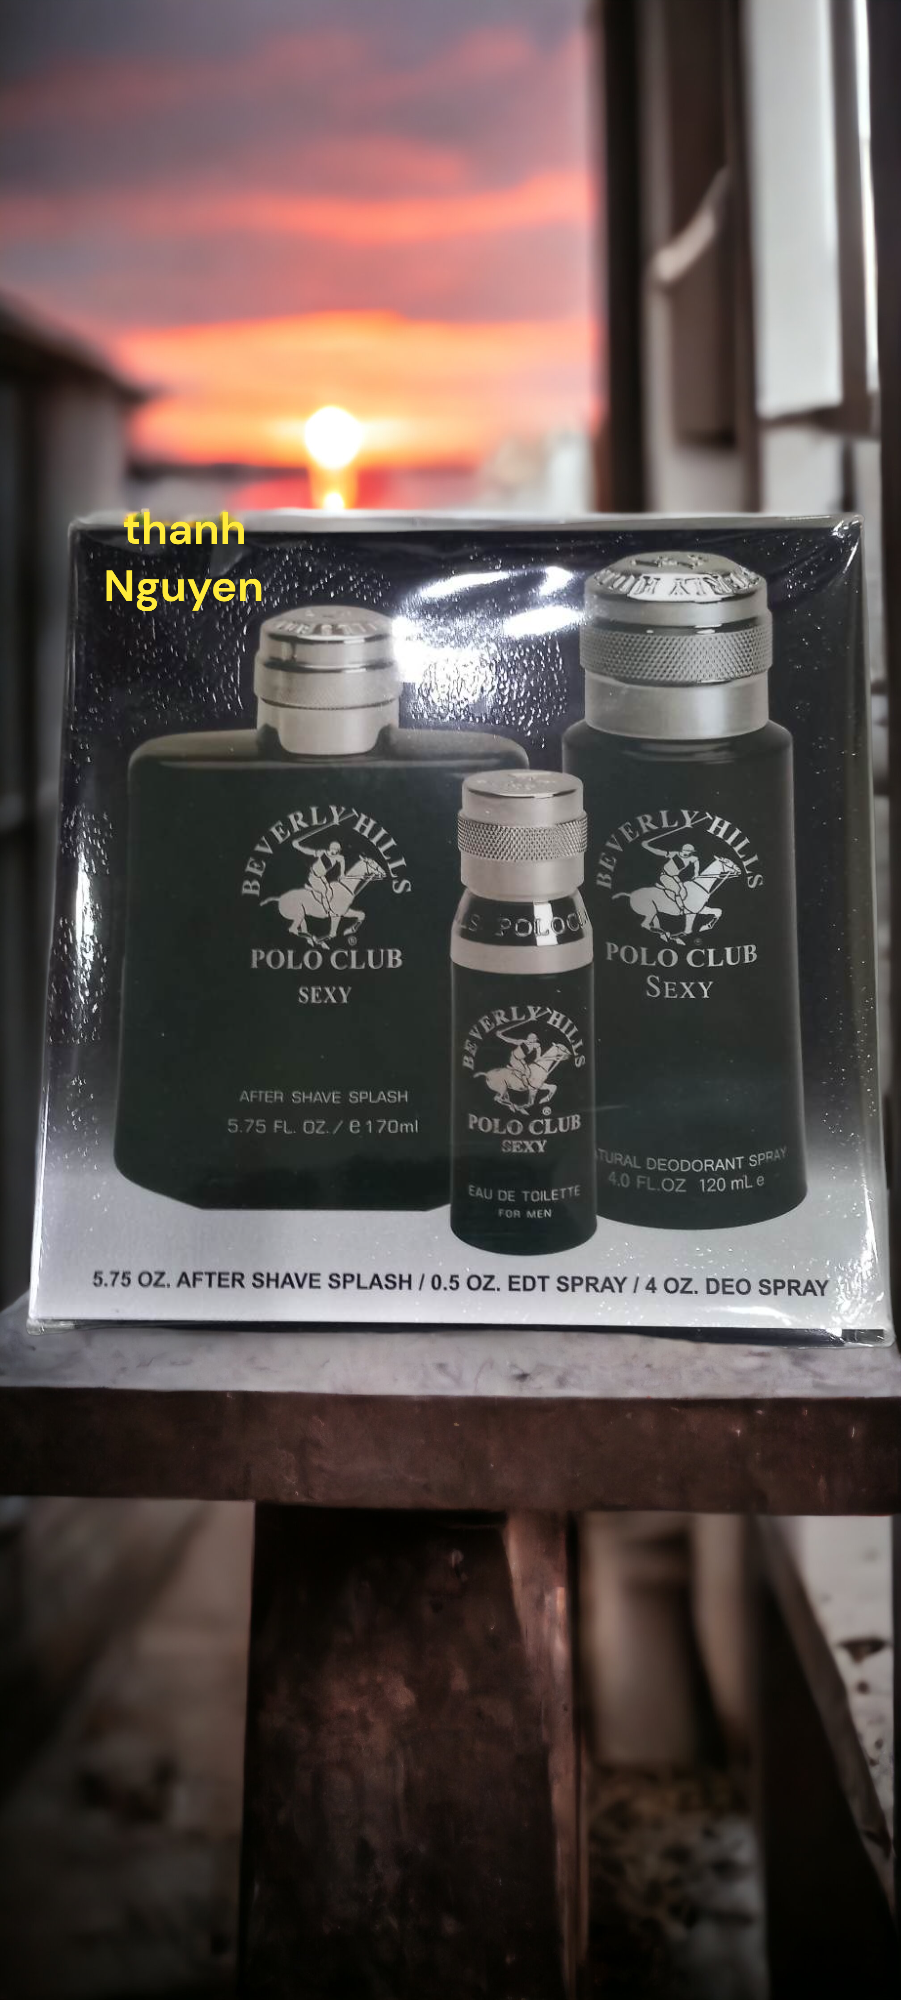 thanh
Nguyen
BEVERLY HILLS
POLO CLUB
SEXY
AFTER SHAVE SPLASH
5.75 FL. OZ. / e 170ml
S POLO C
BEVERLY HILLS
POLO CLUB
SEXY
EAU DE TOILETTE
FOR MEN
BEVERLY HILLS
POLO CLUB
SEXY
TURAL DEODORANT SPRAY
4.0 FL.OZ 120 mL e
5.75 OZ. AFTER SHAVE SPLASH / 0.5 OZ. EDT SPRAY / 4 OZ. DEO SPRAY